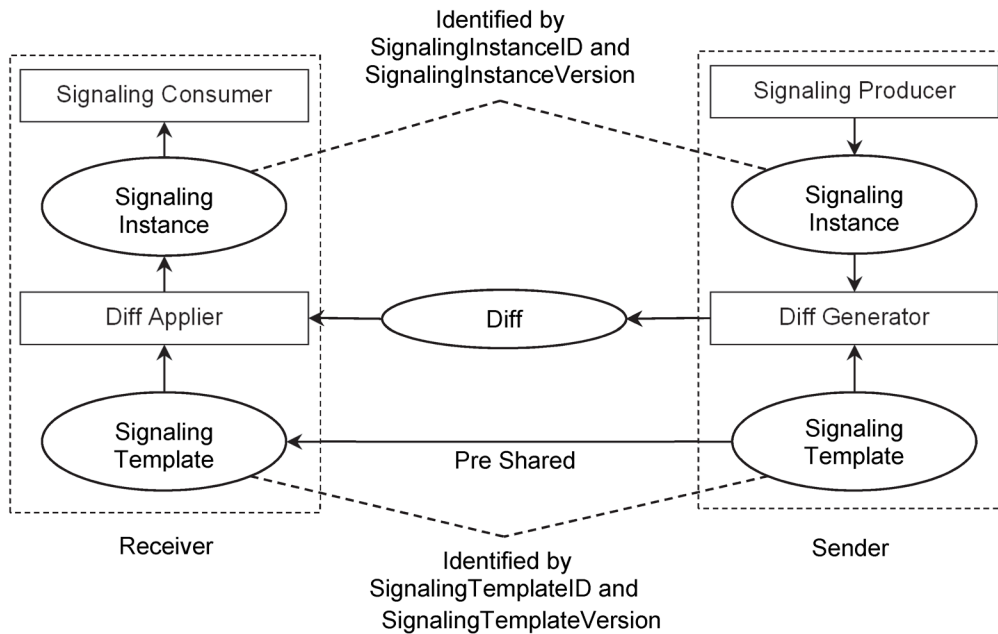 Identified by
SignalingInstanceID and
SignalingInstanceVersion
Signaling Consumer
Signaling Producer
Signaling
Instance
Signaling
Instance
Diff Applier
Diff
Diff Generator
Signaling
Template
Pre Shared
Signaling
Template
Receiver
Sender
Identified by
SignalingTemplateID and
SignalingTemplateVersion